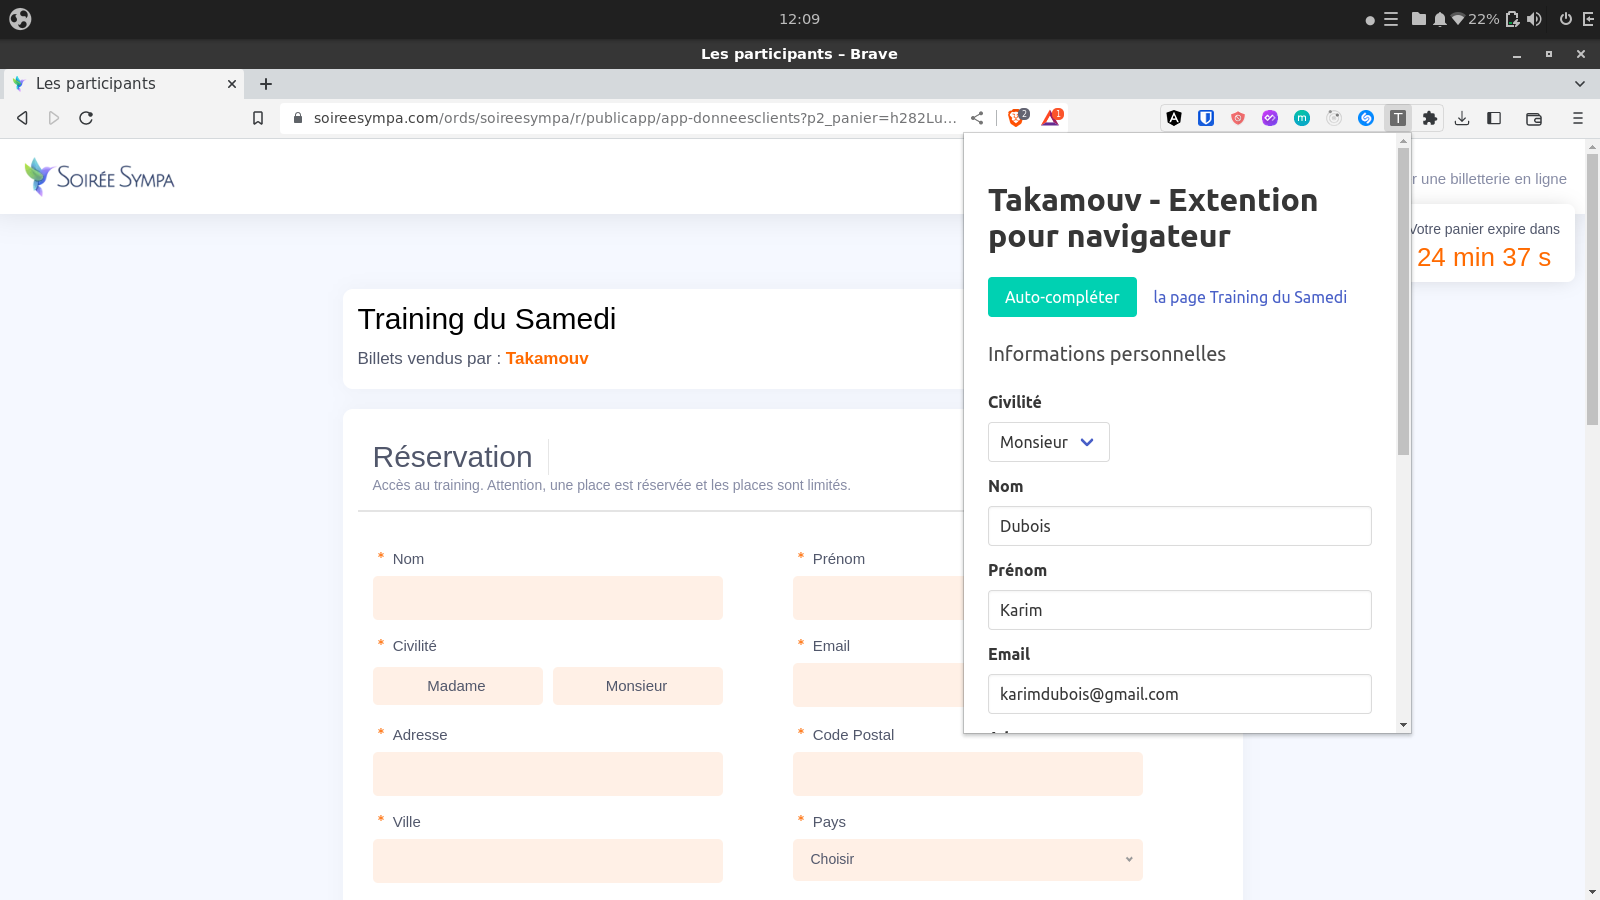 12:09
22%
Les participants – Brave
Les participants
soireesympa.com/ords/soireesympa/r/publicapp/app-donneesclients?p2_panier=h282Lu...
2
1
m
T
SOIRÉE SYMPA
r une billetterie en ligne
Votre panier expire dans
24 min 37 s
Takamouv - Extention
pour navigateur
Auto-compléter
la page Training du Samedi
Informations personnelles
Civilité
Monsieur
Nom
Dubois
Prénom
Karim
Email
karimdubois@gmail.com
Training du Samedi
Billets vendus par : Takamouv
Réservation
Accès au training. Attention, une place est réservée et les places sont limités.
* Nom
* Prénom
* Civilité
Madame
Monsieur
* Email
* Adresse
* Code Postal
* Ville
* Pays
Choisir